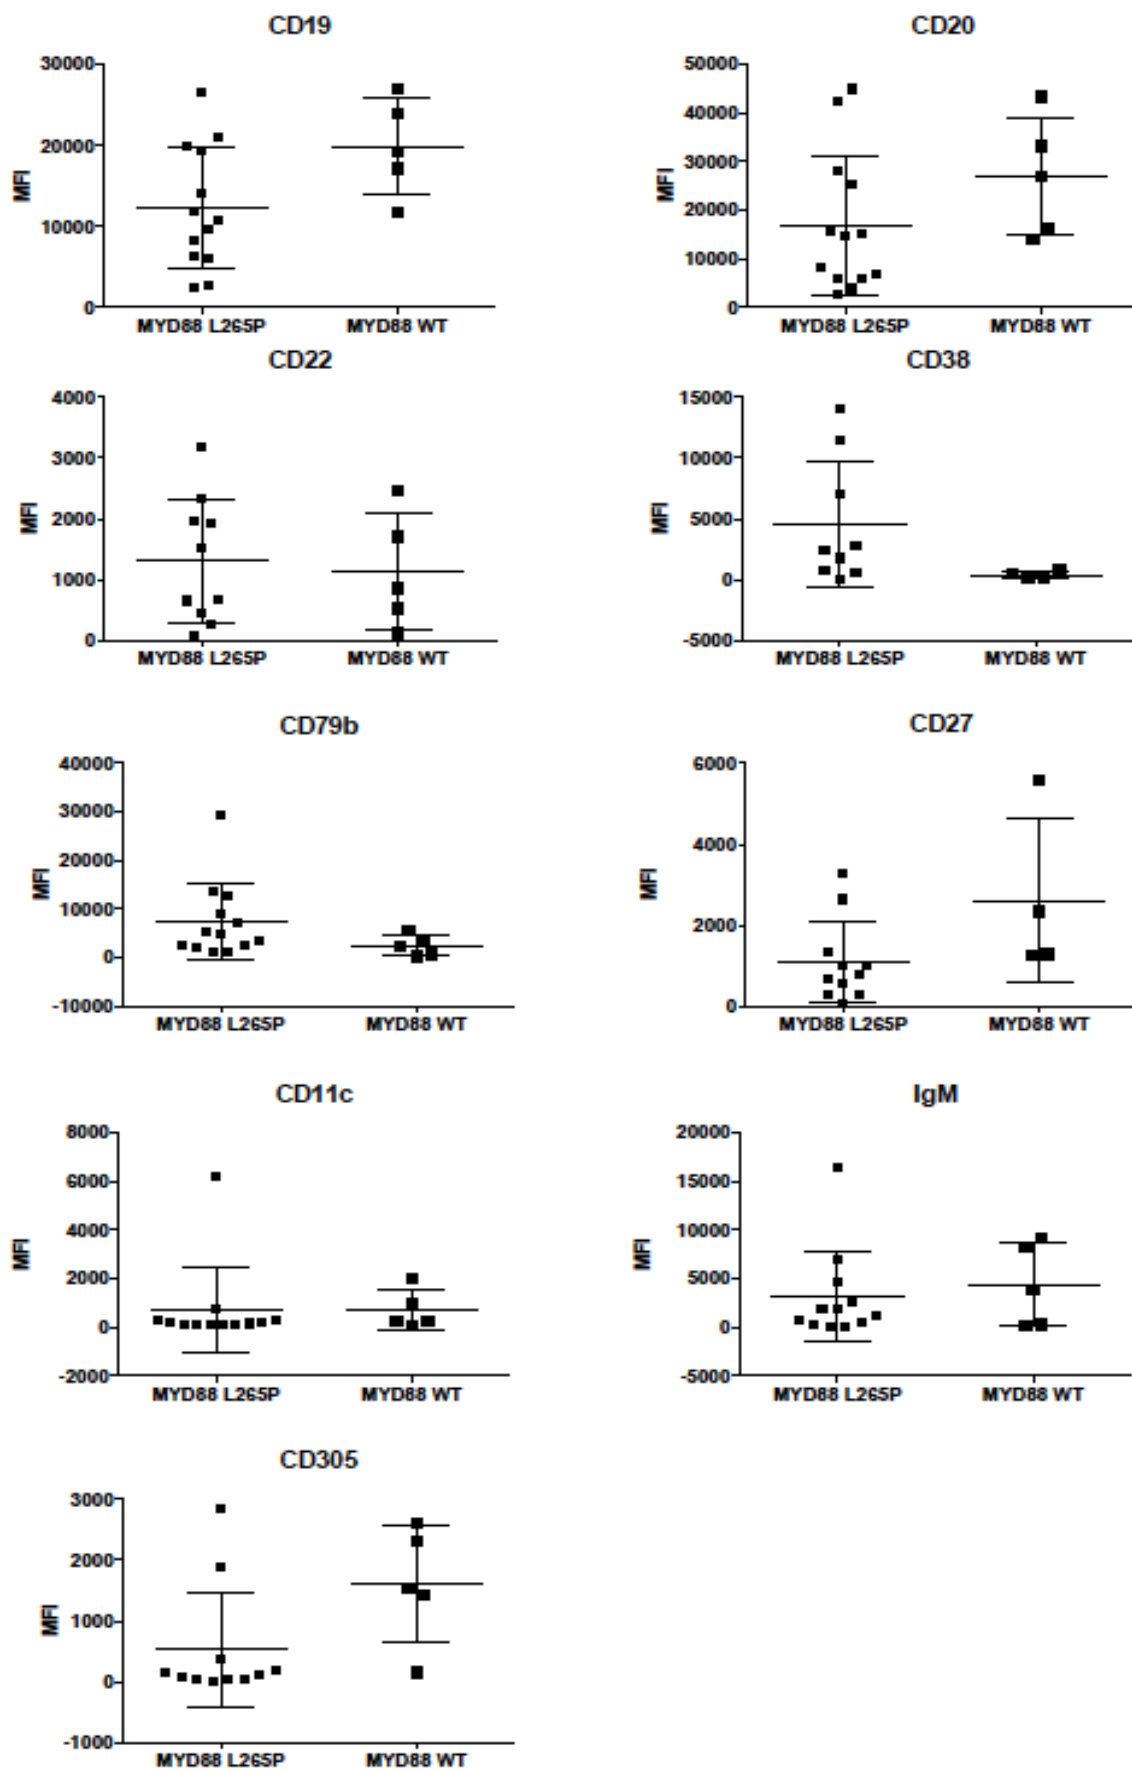 CD19
30000
20000
10000
0
MFI
MYD88 L265P MYD88 WT
CD20
50000
40000
30000
20000
10000
0
MFI
MYD88 L265P MYD88 WT
CD22
4000
3000
2000
1000
0
MFI
MYD88 L265P MYD88 WT
CD38
15000
10000
5000
0
-5000
MFI
MYD88 L265P MYD88 WT
CD79b
40000
30000
20000
10000
0
-10000
MFI
MYD88 L265P MYD88 WT
CD27
6000
4000
2000
0
MFI
MYD88 L265P MYD88 WT
CD11c
8000
6000
4000
2000
0
-2000
MFI
MYD88 L265P MYD88 WT
IgM
20000
15000
10000
5000
0
-5000
MFI
MYD88 L265P MYD88 WT
CD305
3000
2000
1000
0
-1000
MFI
MYD88 L265P MYD88 WT